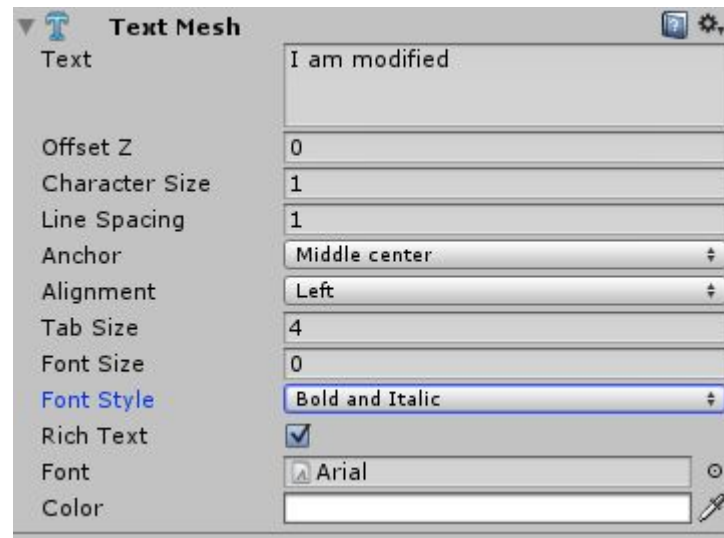 Text Mesh
Text I am modified
Offset Z 0
Character Size 1
Line Spacing 1
Anchor Middle center
Alignment Left
Tab Size 4
Font Size 0
Font Style Bold and Italic
Rich Text
Font Arial
Color